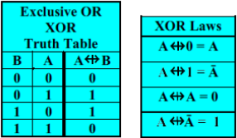 Exclusive OR
XOR
Truth Table
B A A⊕B
0 0 0
0 1 1
1 0 1
1 1 0
XOR Laws
A⊕0 = A
A⊕1 = Ā
A⊕A = 0
A⊕Ā = 1